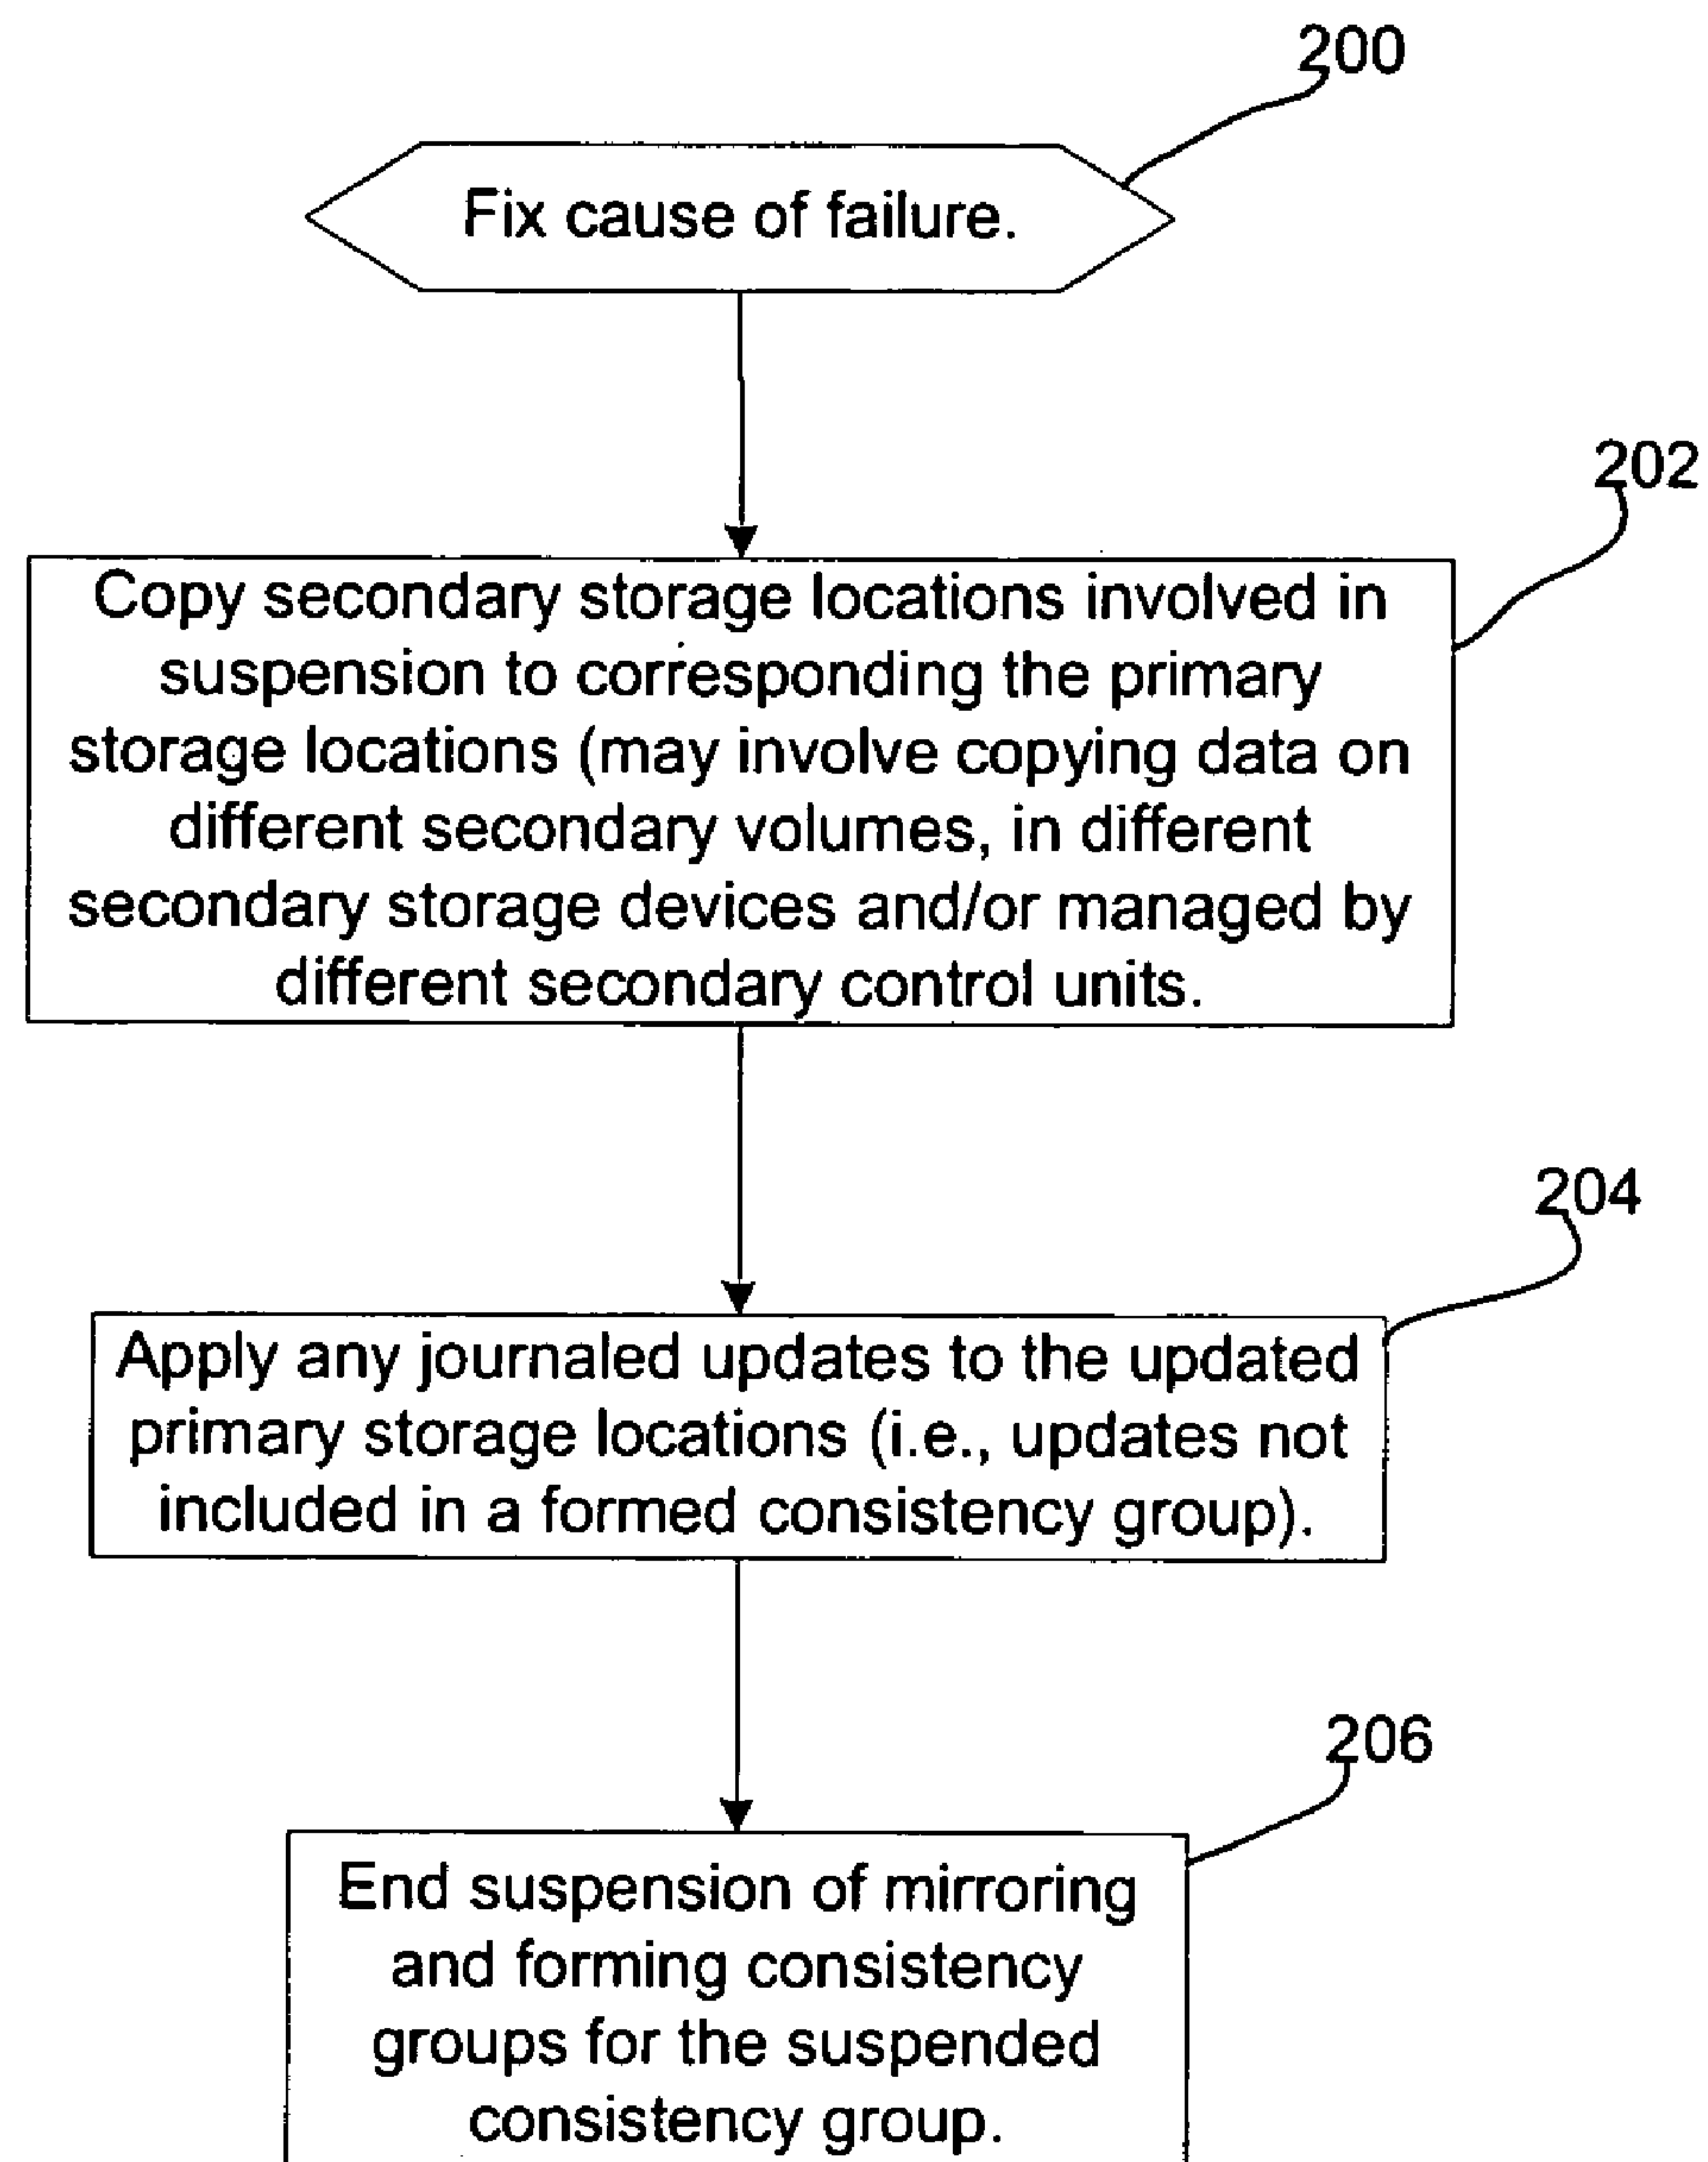 200
Fix cause of failure.
202
Copy secondary storage locations involved in
suspension to corresponding the primary
storage locations (may involve copying data on
different secondary volumes, in different
secondary storage devices and/or managed by
different secondary control units.
204
Apply any journaled updates to the updated
primary storage locations (i.e., updates not
included in a formed consistency group).
206
End suspension of mirroring
and forming consistency
groups for the suspended
consistency group.